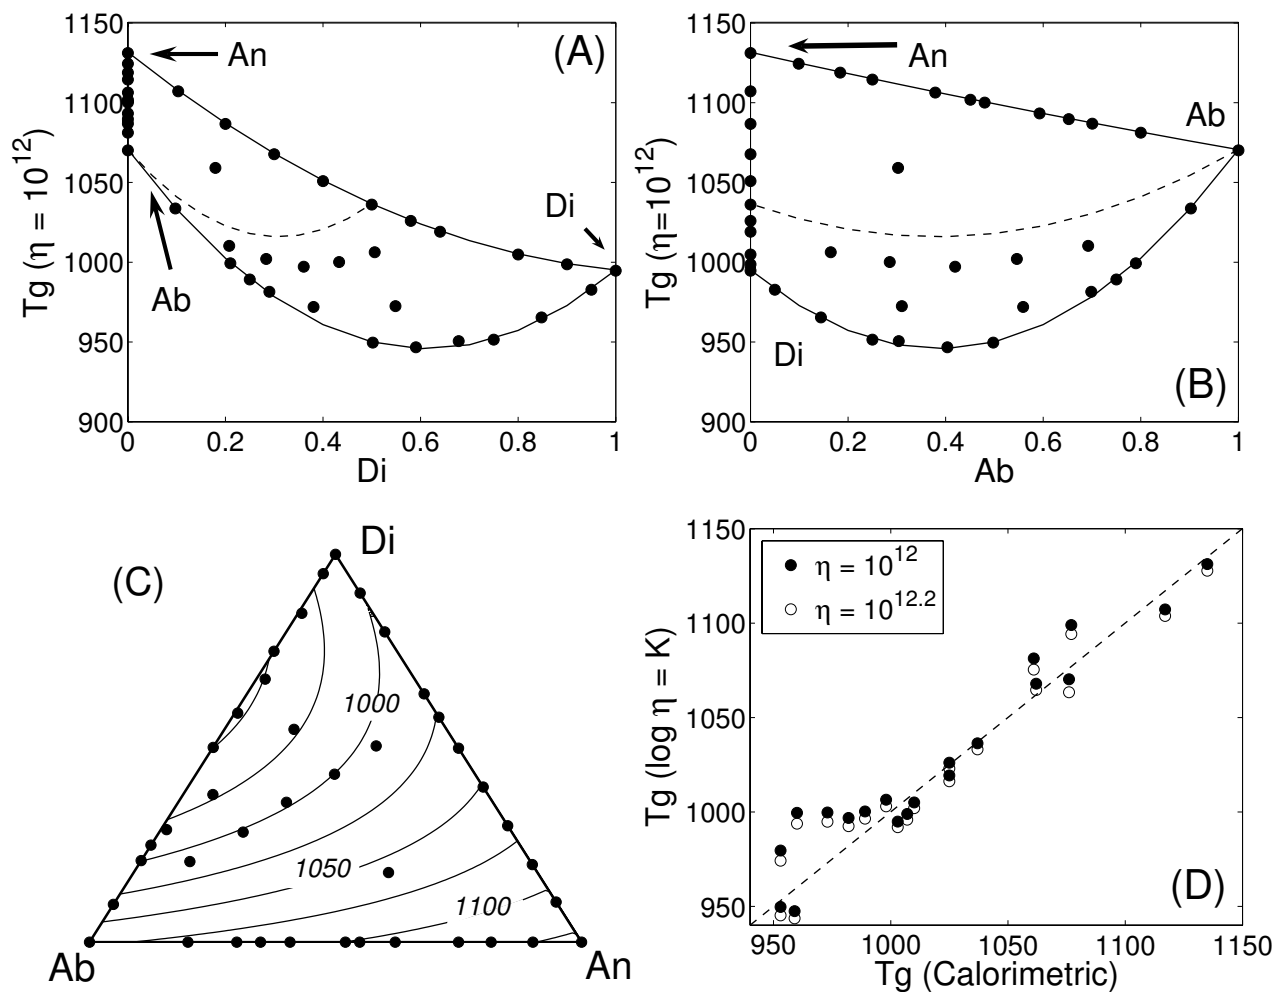 1150
1100
1050
1000
950
900
Tg (η = 10^12)
An
(A)
Di
Ab
0
0.2
0.4
0.6
0.8
1
Di
1150
1100
1050
1000
950
900
Tg (η=10^12)
An
Ab
Di
(B)
0
0.2
0.4
0.6
0.8
1
Ab
(C)
Di
1000
1050
1100
Ab
An
1150
1100
1050
1000
950
Tg (log η = K)
η = 10^12
η = 10^12.2
(D)
950
1000
1050
1100
1150
Tg (Calorimetric)